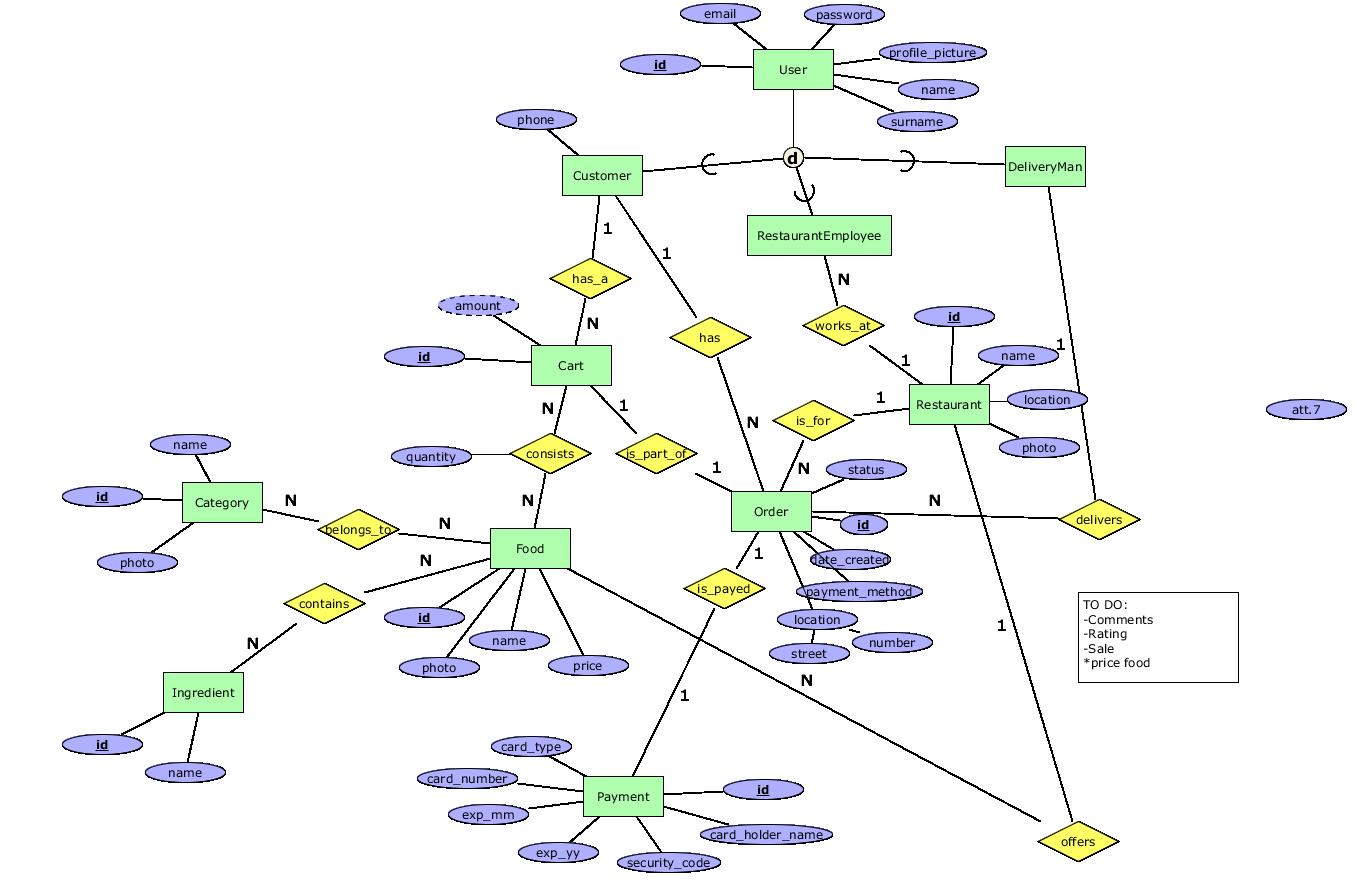 email
password
profile_picture
id
User
name
surname
phone
d
Customer
DeliveryMan
RestaurantEmployee
1
1
has_a
N
amount
N
works_at
id
has
1
name
1
id
Cart
1
N
1
N
is_for
Restaurant
location
att.7
photo
name
quantity
consists
is_part_of
1
N
status
id
Category
N
N
Order
N
id
delivers
belongs_to
N
photo
Food
1
date_created
N
contains
id
is_payed
payment_method
location
number
street
TO DO:
-Comments
-Rating
-Sale
*price food
N
name
photo
price
1
N
1
Ingredient
id
name
card_type
card_number
Payment
id
exp_mm
card_holder_name
exp_yy
security_code
offers